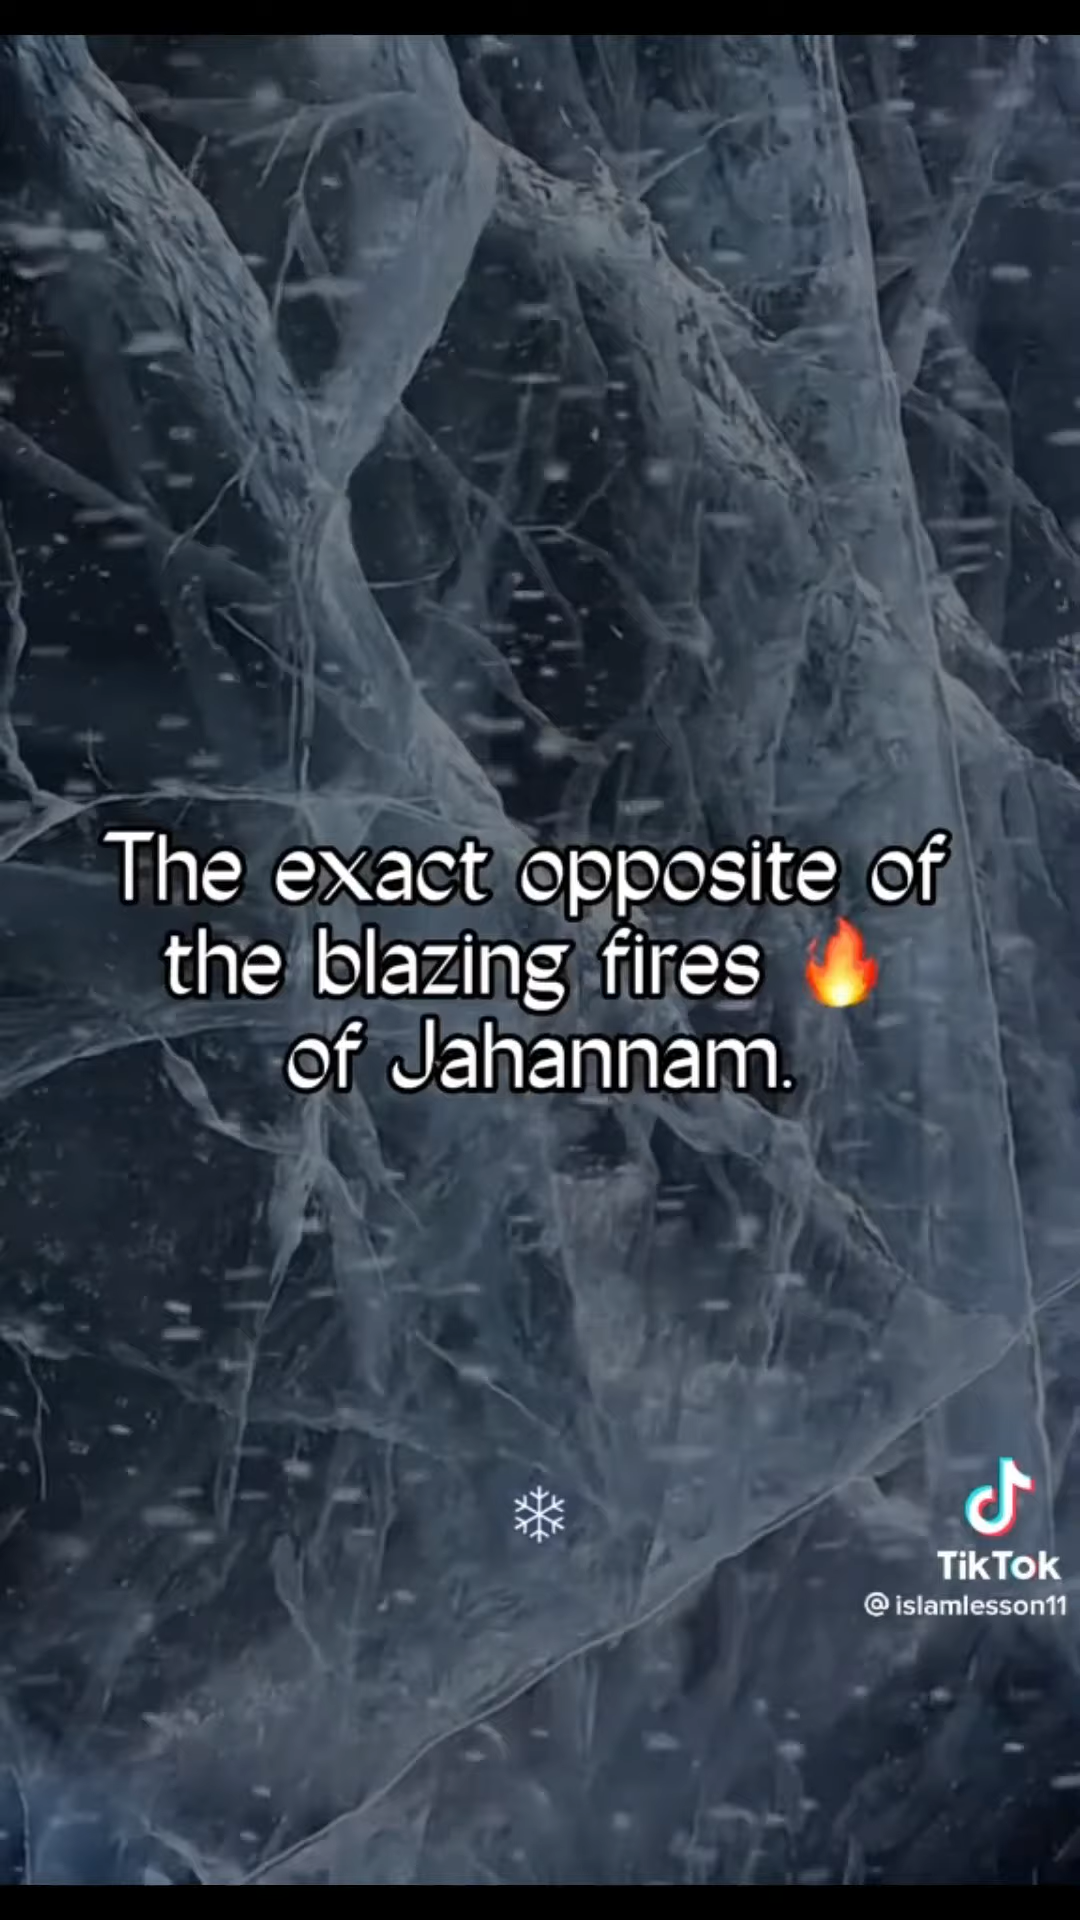 The exact opposite of
the blazing fires 🔥
of Jahannam.
TikTok
@islamlesson11